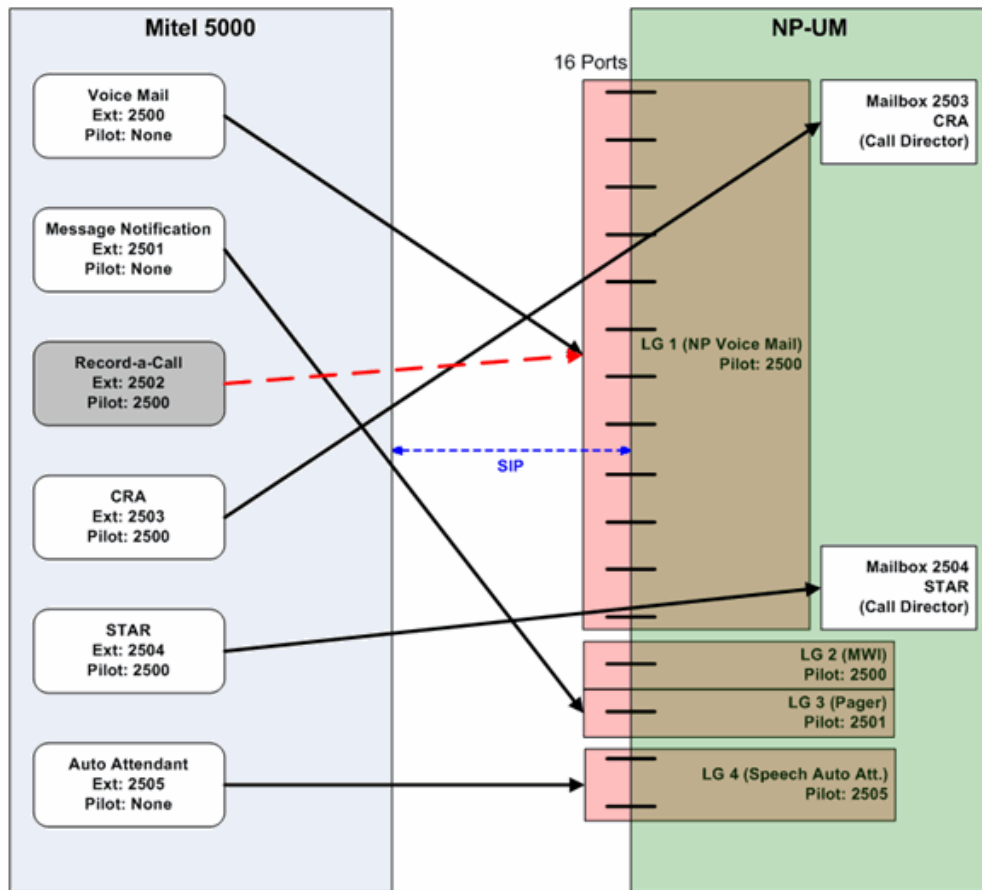 Mitel 5000
NP-UM
16 Ports
Voice Mail
Ext: 2500
Pilot: None
Message Notification
Ext: 2501
Pilot: None
Record-a-Call
Ext: 2502
Pilot: 2500
CRA
Ext: 2503
Pilot: 2500
STAR
Ext: 2504
Pilot: 2500
Auto Attendant
Ext: 2505
Pilot: None
SIP
LG 1 (NP Voice Mail)
Pilot: 2500
LG 2 (MWI)
Pilot: 2500
LG 3 (Pager)
Pilot: 2501
LG 4 (Speech Auto Att.)
Pilot: 2505
Mailbox 2503
CRA
(Call Director)
Mailbox 2504
STAR
(Call Director)